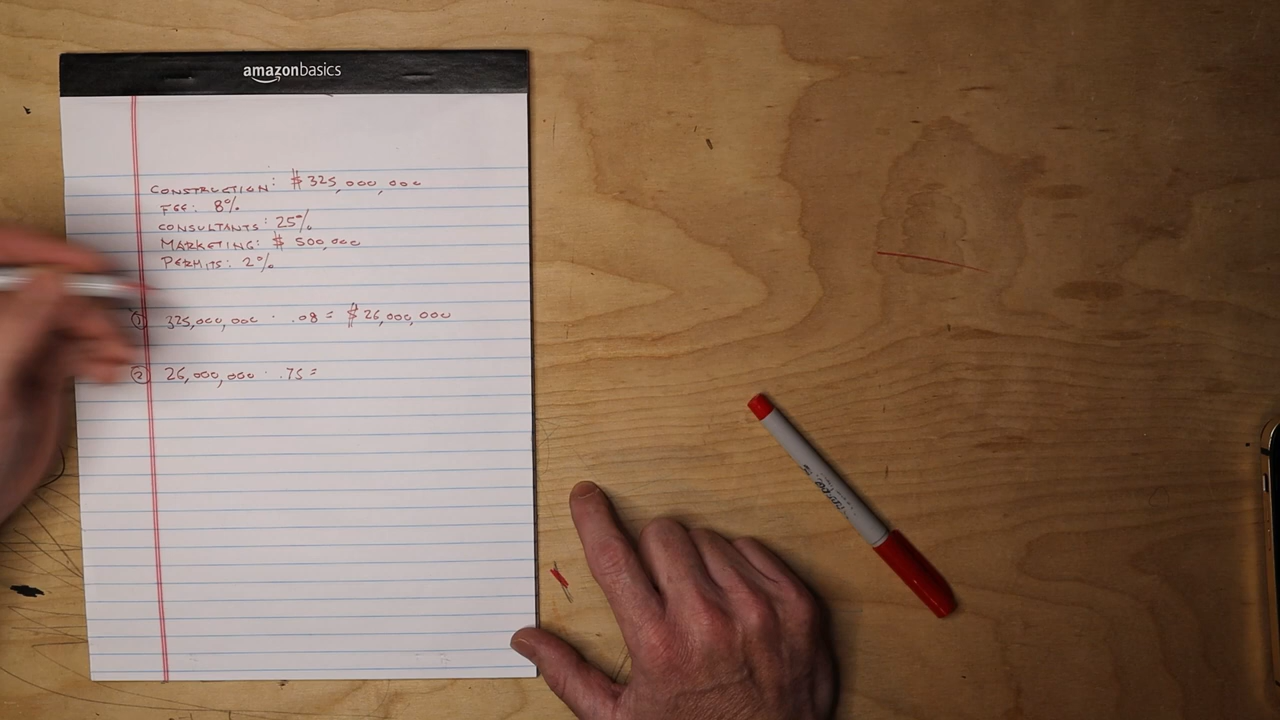 amazonbasics
CONSTRUCTION: $325,000,000
FEE: 8%
CONSULTANTS: 25%
MARKETING: $ 500,000
PERMITS: 2%
① 325,000,000 · .08 = $26,000,000
② 26,000,000 · .75 =